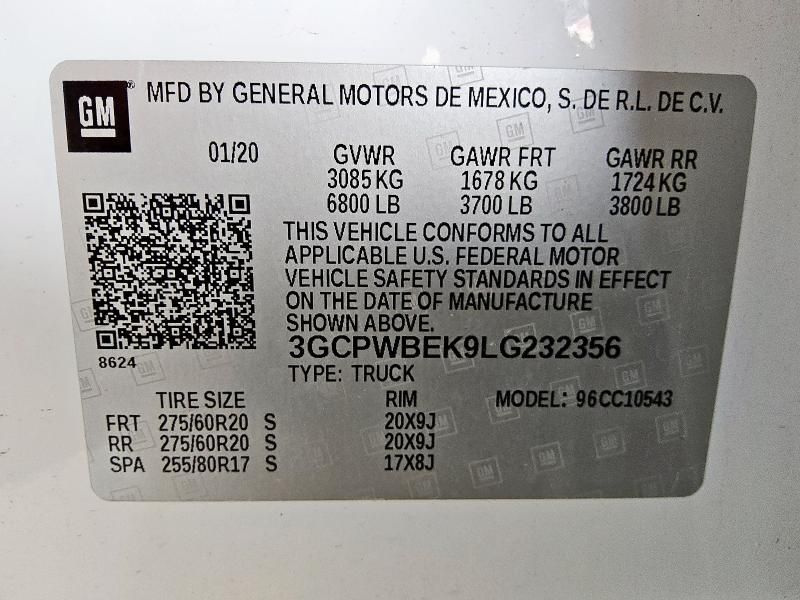 GM
MFD BY GENERAL MOTORS DE MEXICO, S. DE R.L. DE C.V.
01/20
GVWR GAWR FRT GAWR RR
3085 KG 1678 KG 1724 KG
6800 LB 3700 LB 3800 LB
THIS VEHICLE CONFORMS TO ALL
APPLICABLE U.S. FEDERAL MOTOR
VEHICLE SAFETY STANDARDS IN EFFECT
ON THE DATE OF MANUFACTURE
SHOWN ABOVE.
8624
3GCPWBEK9LG232356
TYPE: TRUCK
TIRE SIZE RIM MODEL: 96CC10543
FRT 275/60R20 S 20X9J
RR 275/60R20 S 20X9J
SPA 255/80R17 S 17X8J